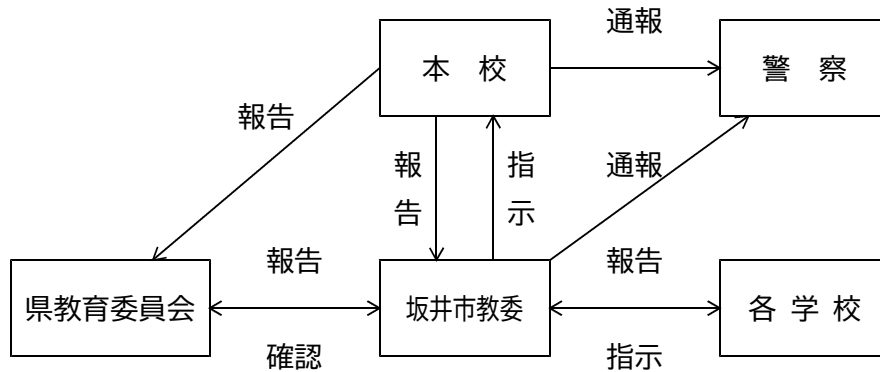 通報
本　校
警　察
報告
報告
指示
通報
報告
報告
県教育委員会
坂井市教委
各 学 校
確認
指示